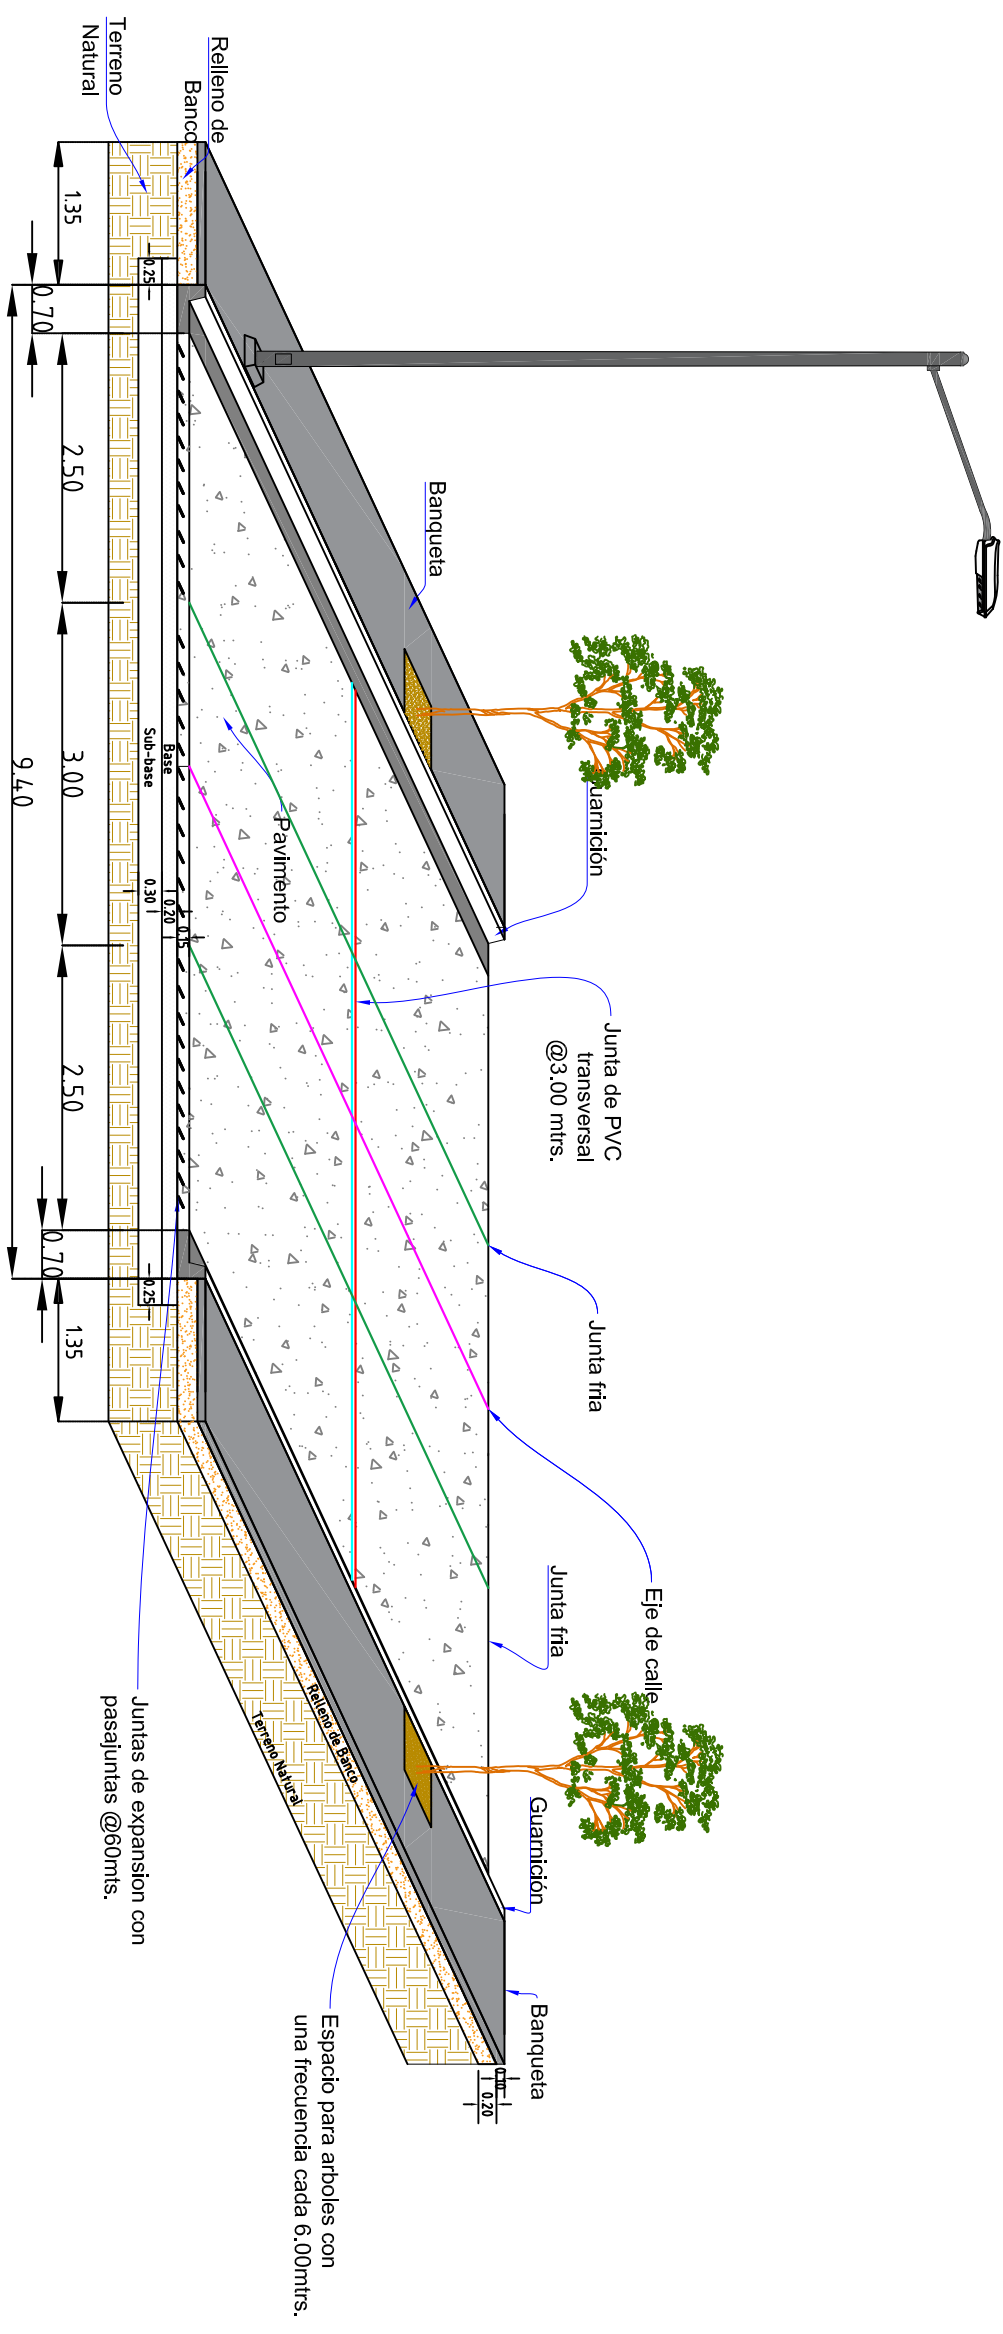 Terreno
Natural
Relleno de
Banco
Banqueta
Guarnición
Pavimento
Junta de PVC
transversal
@3.00 mtrs.
Junta fria
Eje de calle
Junta fria
Guarnición
Banqueta
0.10
0.20
Espacio para arboles con
una frecuencia cada 6.00mtrs.
Relleno de Banco
Terreno Natural
Juntas de expansion con
pasajuntas @60mts.
Base
Sub-base
0.15
0.20
0.30
0.25
0.25
1.35
0.70
2.50
3.00
2.50
0.70
1.35
9.40